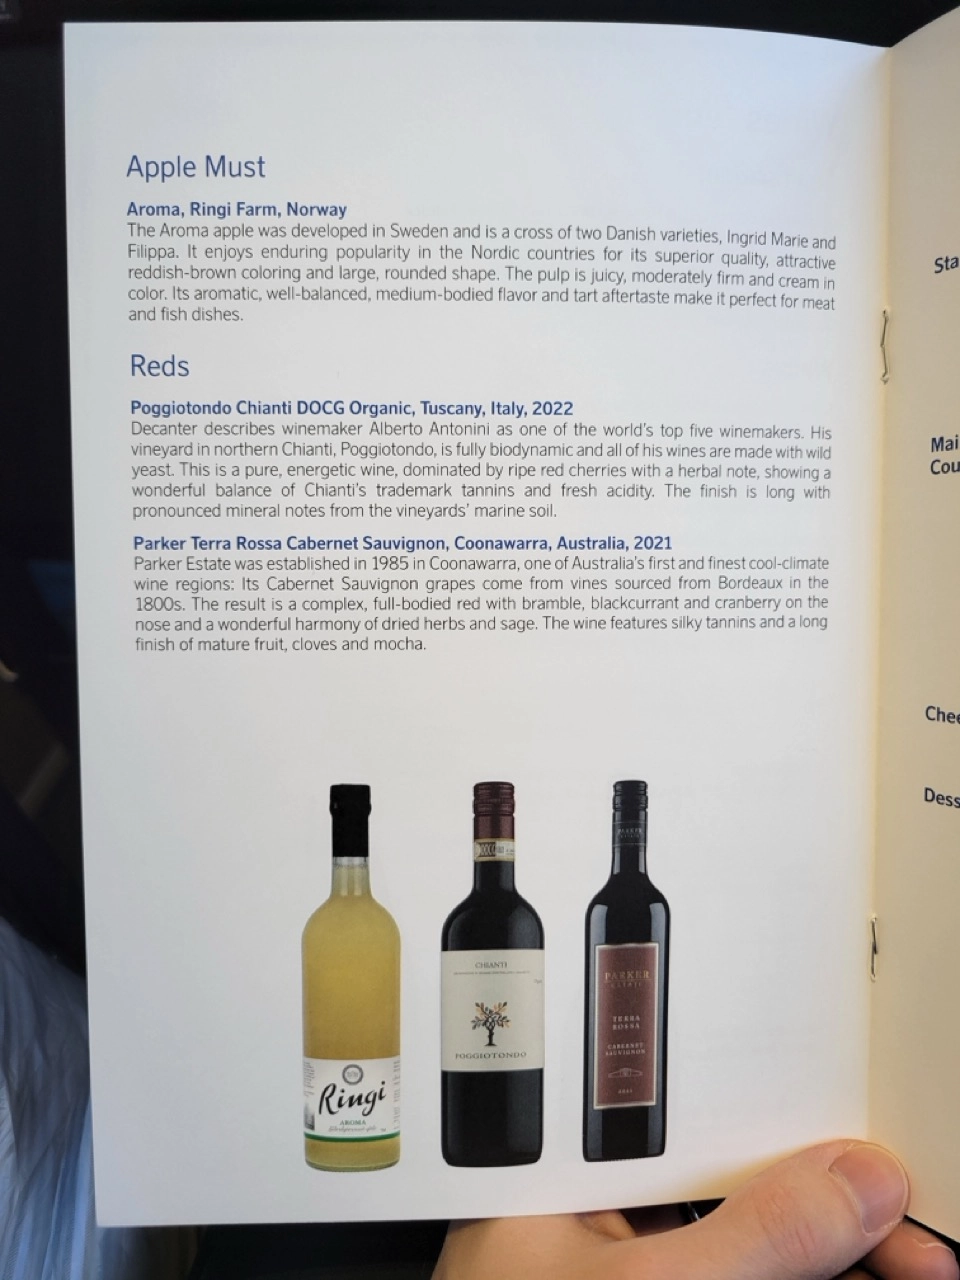 Apple Must
Aroma, Ringi Farm, Norway
The Aroma apple was developed in Sweden and is a cross of two Danish varieties, Ingrid Marie and
Filippa. It enjoys enduring popularity in the Nordic countries for its superior quality, attractive
reddish-brown coloring and large, rounded shape. The pulp is juicy, moderately firm and cream in
color. Its aromatic, well-balanced, medium-bodied flavor and tart aftertaste make it perfect for meat
and fish dishes.
Reds
Poggiotondo Chianti DOCG Organic, Tuscany, Italy, 2022
Decanter describes winemaker Alberto Antonini as one of the world's top five winemakers. His
vineyard in northern Chianti, Poggiotondo, is fully biodynamic and all of his wines are made with wild
yeast. This is a pure, energetic wine, dominated by ripe red cherries with a herbal note, showing a
wonderful balance of Chianti's trademark tannins and fresh acidity. The finish is long with
pronounced mineral notes from the vineyards' marine soil.
Parker Terra Rossa Cabernet Sauvignon, Coonawarra, Australia, 2021
Parker Estate was established in 1985 in Coonawarra, one of Australia's first and finest cool-climate
wine regions: Its Cabernet Sauvignon grapes come from vines sourced from Bordeaux in the
1800s. The result is a complex, full-bodied red with bramble, blackcurrant and cranberry on the
nose and a wonderful harmony of dried herbs and sage. The wine features silky tannins and a long
finish of mature fruit, cloves and mocha.
Ringi
AROMA
CHIANTI
POGGIOTONDO
PARKER
ESTATE
PARKER
ESTATE
TERRA
ROSSA
CABERNET
SAUVIGNON
Sta
Mai
Cou
Chee
Dess